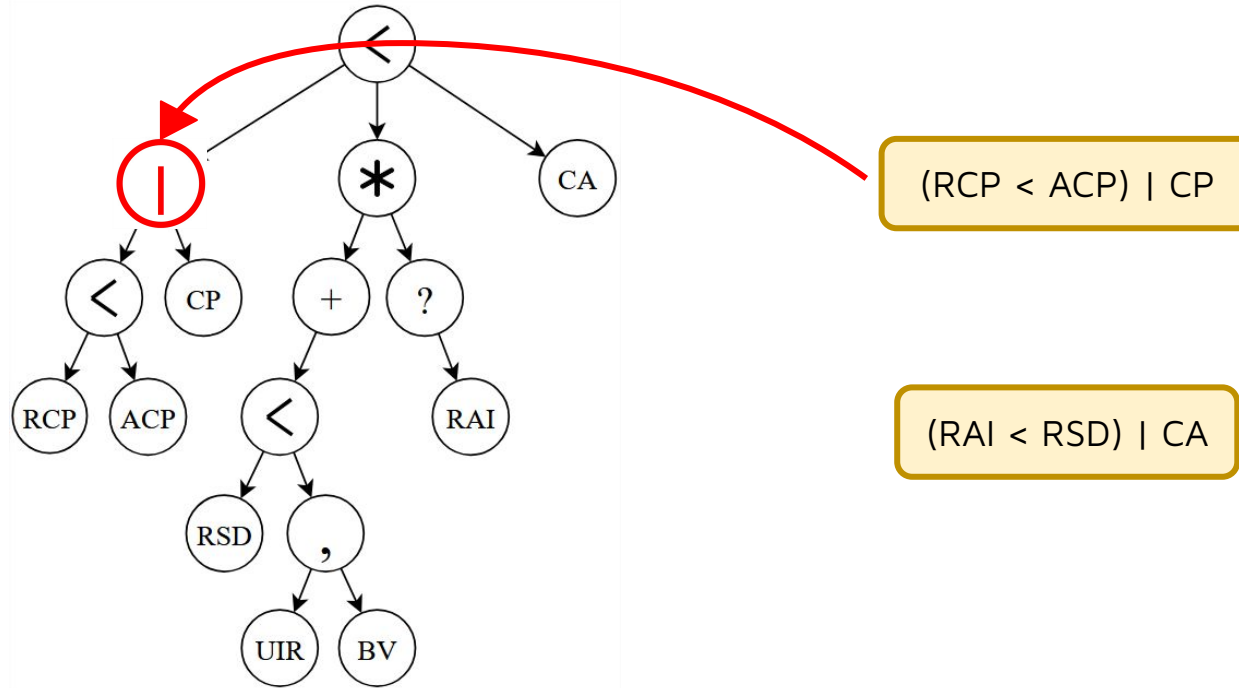 <
|
*
CA
(RCP < ACP) | CP
<
CP
+
?
RCP
ACP
<
RAI
(RAI < RSD) | CA
RSD
,
UIR
BV